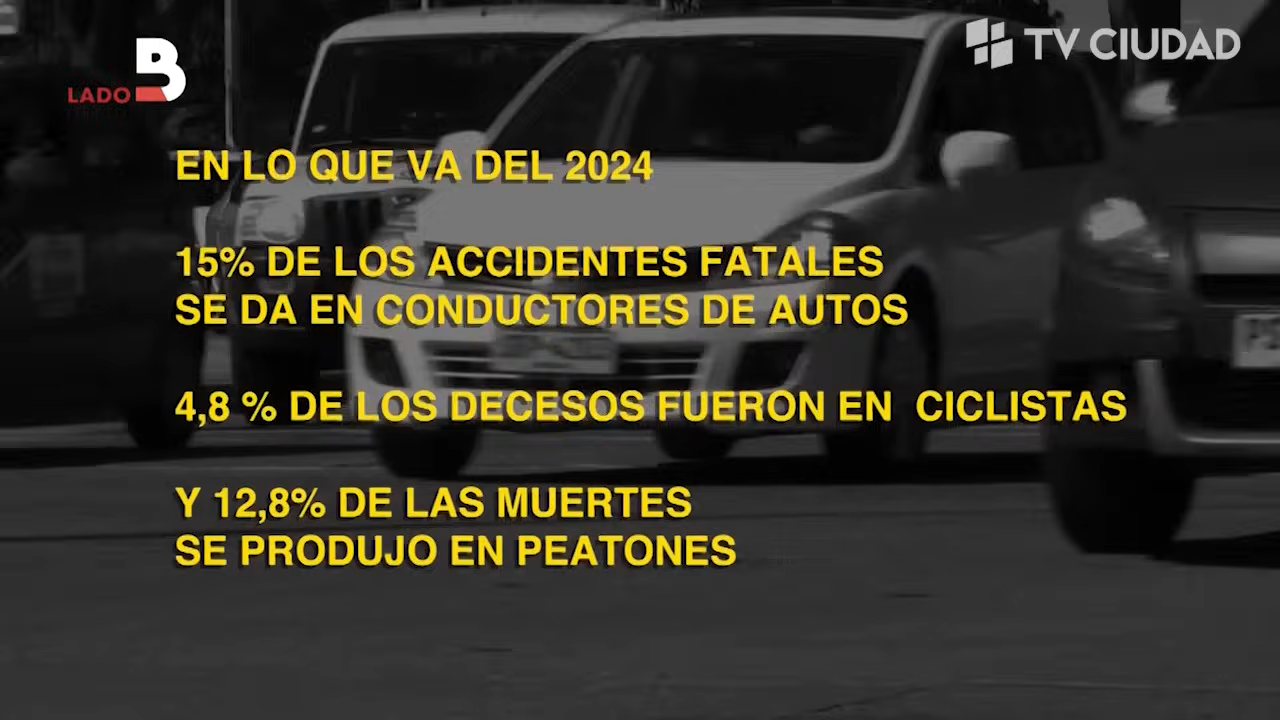 LADO B
TV CIUDAD
EN LO QUE VA DEL 2024
15% DE LOS ACCIDENTES FATALES
SE DA EN CONDUCTORES DE AUTOS
4,8 % DE LOS DECESOS FUERON EN  CICLISTAS
Y 12,8% DE LAS MUERTES
SE PRODUJO EN PEATONES